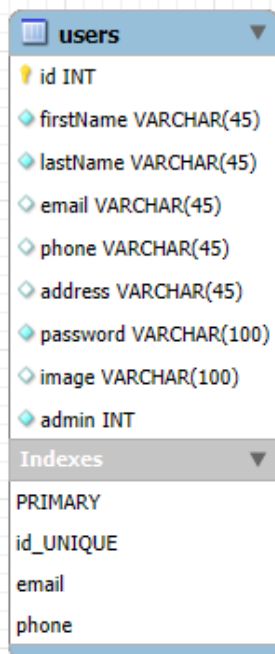 users
id INT
firstName VARCHAR(45)
lastName VARCHAR(45)
email VARCHAR(45)
phone VARCHAR(45)
address VARCHAR(45)
password VARCHAR(100)
image VARCHAR(100)
admin INT
Indexes
PRIMARY
id_UNIQUE
email
phone